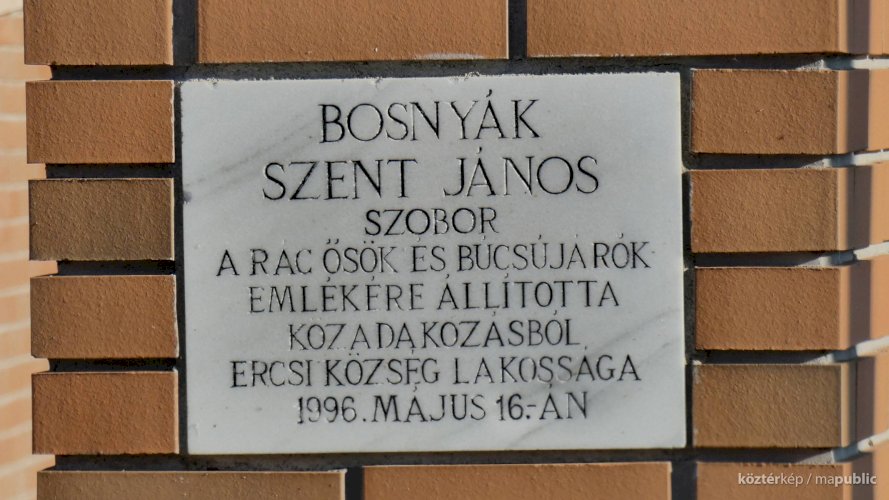 BOSNYÁK
SZENT JÁNOS
SZOBOR
A RÁC ŐSÖK ÉS BÚCSÚJÁRÓK
EMLÉKÉRE ÁLLÍTOTTA
KÖZADAKOZÁSBÓL
ERCSI KÖZSÉG LAKOSSÁGA
1996. MÁJUS 16.-ÁN
köztérkép / mapublic